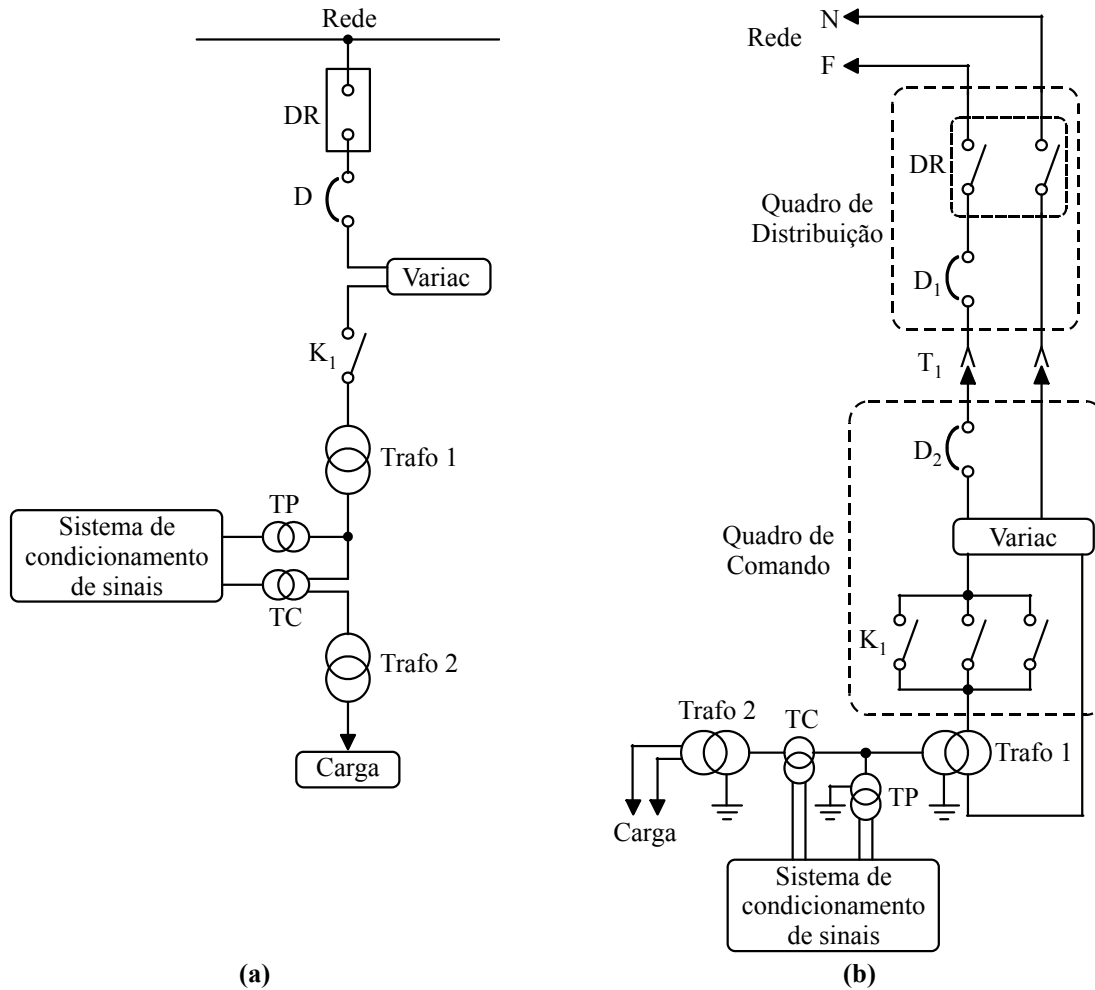 Rede
DR
D
Variac
K1
Trafo 1
TP
Sistema de
condicionamento
de sinais
TC
Trafo 2
Carga
(a)
N
Rede
F
DR
Quadro de
Distribuição
D1
T1
D2
Variac
Quadro de
Comando
K1
Trafo 2
TC
Trafo 1
TP
Carga
Sistema de
condicionamento
de sinais
(b)